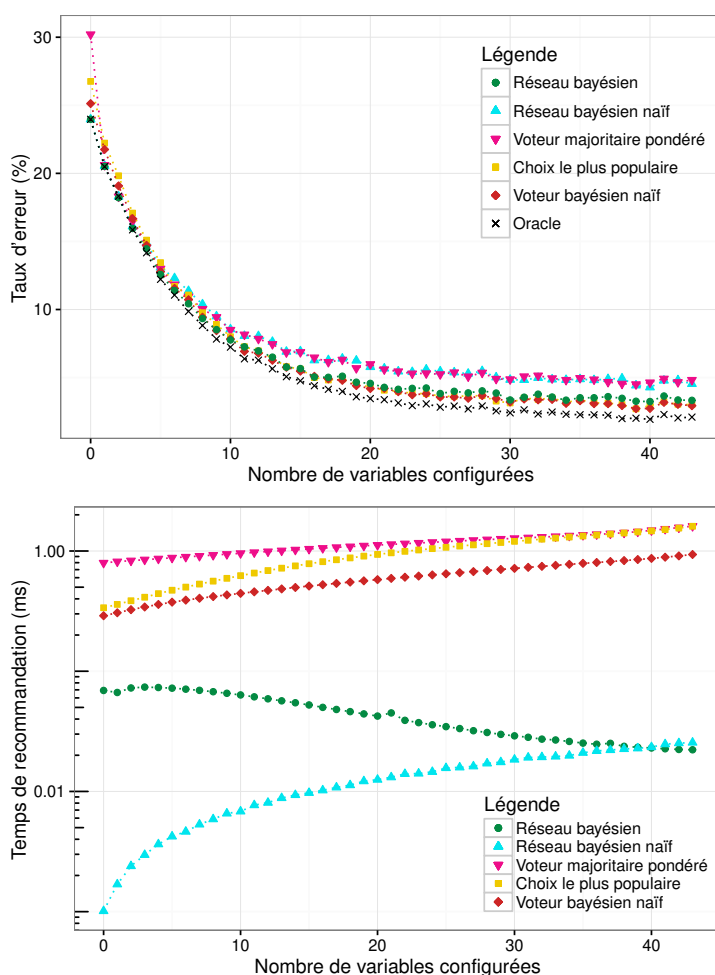 30
20
10
Taux d'erreur (%)
Légende
Réseau bayésien
Réseau bayésien naïf
Voteur majoritaire pondéré
Choix le plus populaire
Voteur bayésien naïf
Oracle
0
10
20
30
40
Nombre de variables configurées
1.00
0.01
Temps de recommandation (ms)
Légende
Réseau bayésien
Réseau bayésien naïf
Voteur majoritaire pondéré
Choix le plus populaire
Voteur bayésien naïf
0
10
20
30
40
Nombre de variables configurées